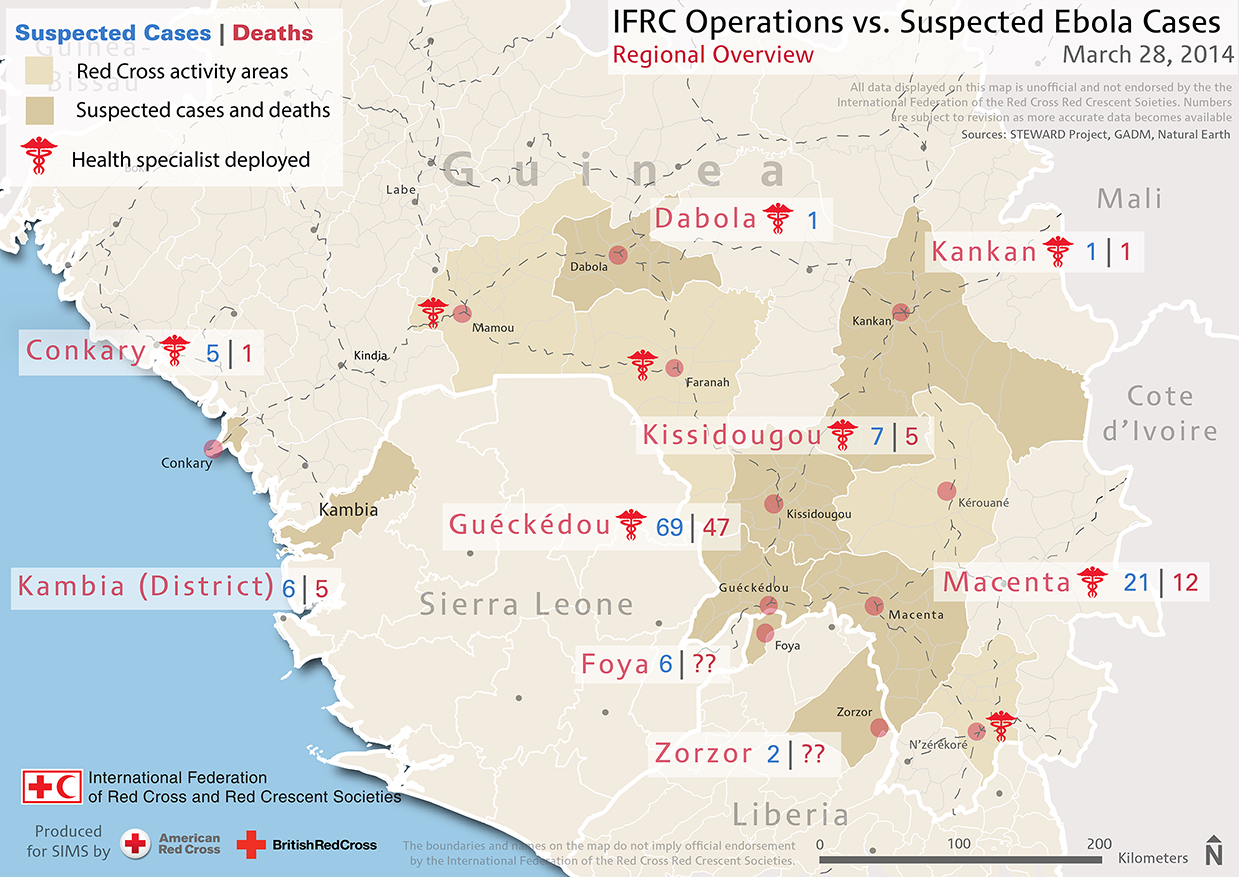 Suspected Cases | Deaths
Guinea-
Bissau
Red Cross activity areas
Suspected cases and deaths
Health specialist deployed
IFRC Operations vs. Suspected Ebola Cases
Regional Overview
March 28, 2014
All data displayed on this map is unofficial and not endorsed by the the
International Federation of the Red Cross Red Crescent Soieties. Numbers
are subject to revision as more accurate data becomes available
Sources: STEWARD Project, GADM, Natural Earth
Guinea
Labe
Mali
Dabola 1
Kankan 1 | 1
Dabola
Kankan
Mamou
Conkary 5 | 1
Kindia
Faranah
Cote
d'Ivoire
Kissidougou 7 | 5
Conkary
Kambia
Kissidougou
Kérouané
Guéckédou 69 | 47
Kambia (District) 6 | 5
Sierra Leone
Guéckédou
Macenta 21 | 12
Macenta
Foya
Foya 6 | ??
Zorzor
N'zérékoré
Zorzor 2 | ??
Liberia
International Federation
of Red Cross and Red Crescent Societies
Produced
for SIMS by
American
Red Cross
BritishRedCross
The boundaries and names on the map do not imply official endorsement
by the International Federation of the Red Cross Red Crescent Societies.
0 100 200
Kilometers
N